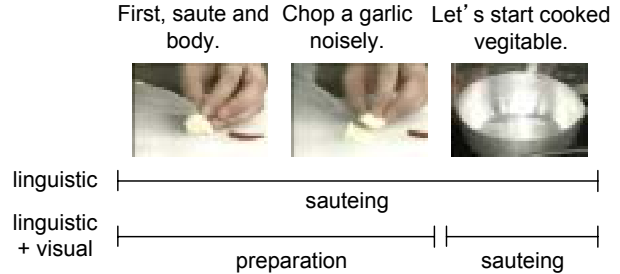 First, saute and
body.
Chop a garlic
noisely.
Let's start cooked
vegitable.
linguistic
sauteing
linguistic
+ visual
preparation
sauteing